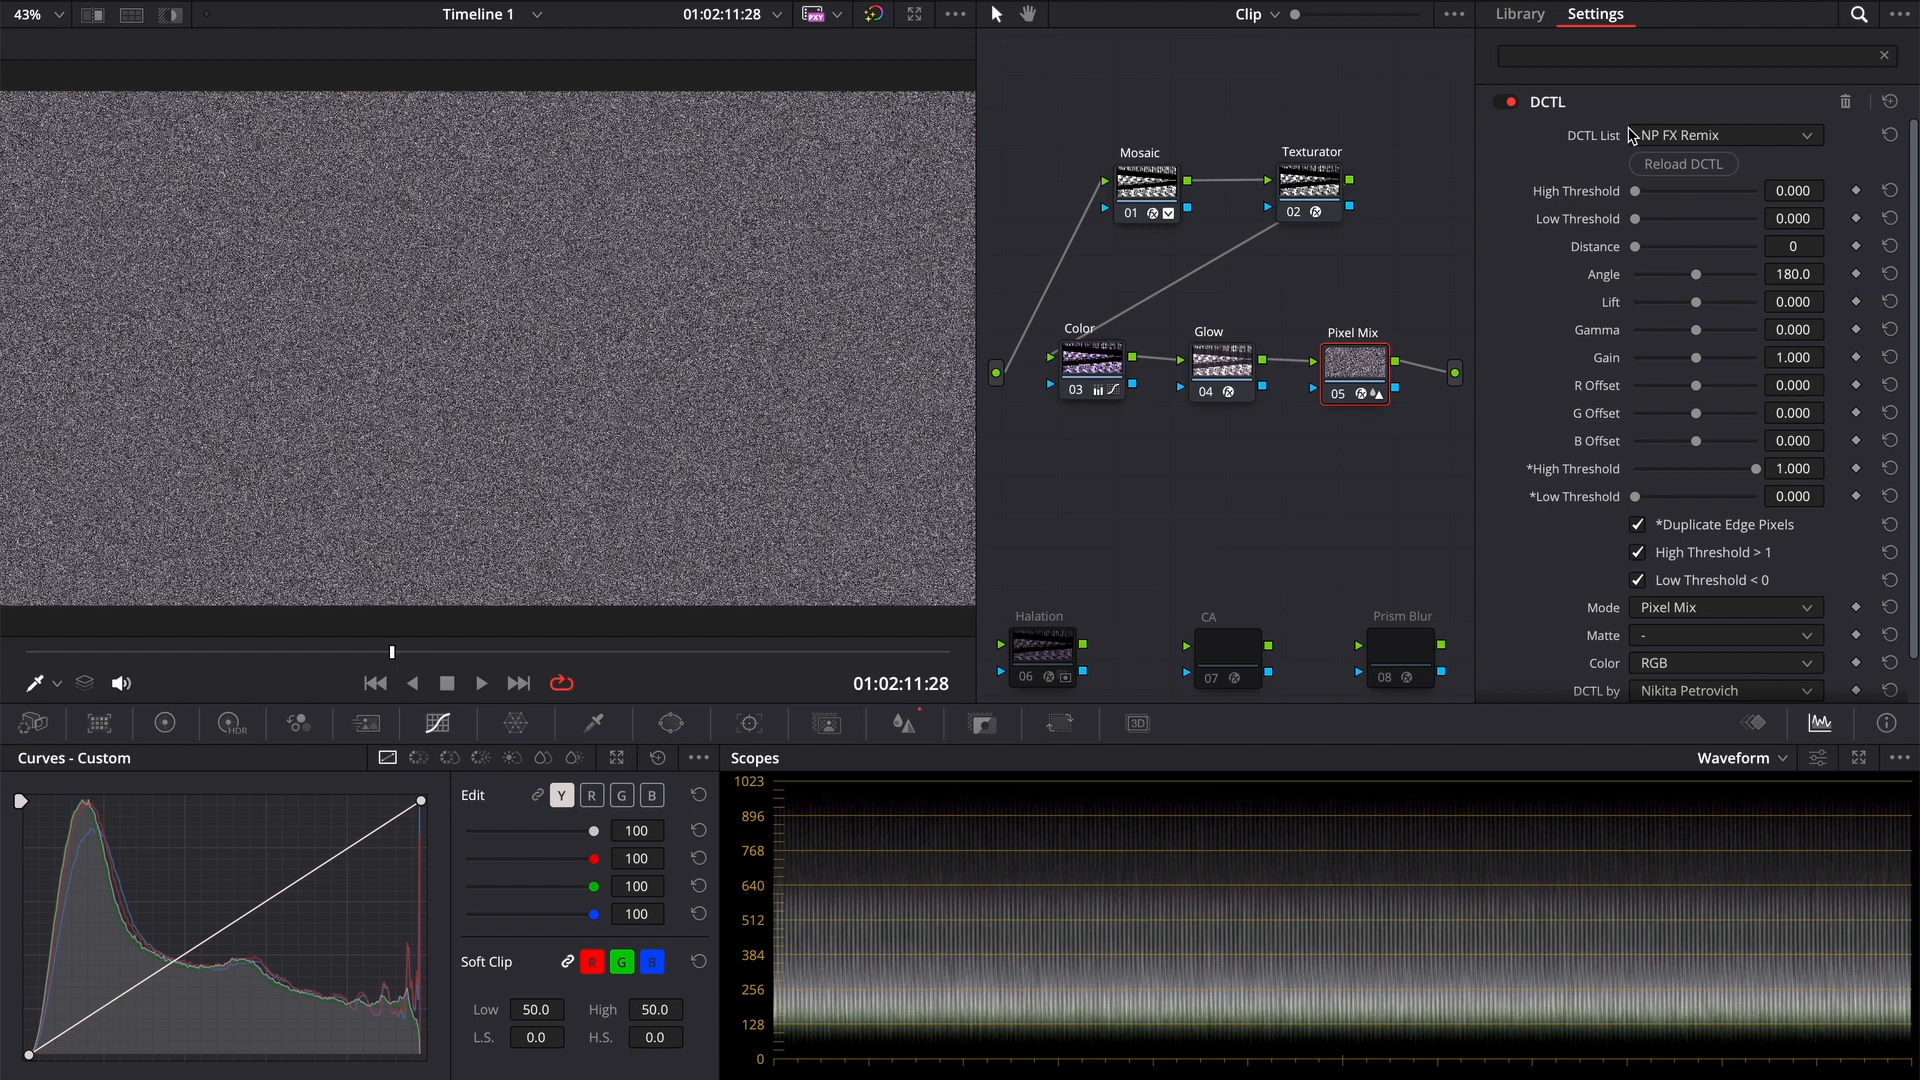 43%
Timeline 1
01:02:11:28
PXY
Clip
Library
Settings
DCTL
DCTL List
NP FX Remix
Reload DCTL
High Threshold
0.000
Low Threshold
0.000
Distance
0
Angle
180.0
Lift
0.000
Gamma
0.000
Gain
1.000
R Offset
0.000
G Offset
0.000
B Offset
0.000
*High Threshold
1.000
*Low Threshold
0.000
*Duplicate Edge Pixels
High Threshold > 1
Low Threshold < 0
Mode
Pixel Mix
Matte
-
Color
RGB
DCTL by
Nikita Petrovich
Mosaic
01
Texturator
02
Color
03
Glow
04
Pixel Mix
05
Halation
06
CA
07
Prism Blur
08
01:02:11:28
HDR
3D
Curves - Custom
Edit
Y
R
G
B
100
100
100
100
Soft Clip
R
G
B
Low
50.0
High
50.0
L.S.
0.0
H.S.
0.0
Scopes
Waveform
1023
896
768
640
512
384
256
128
0